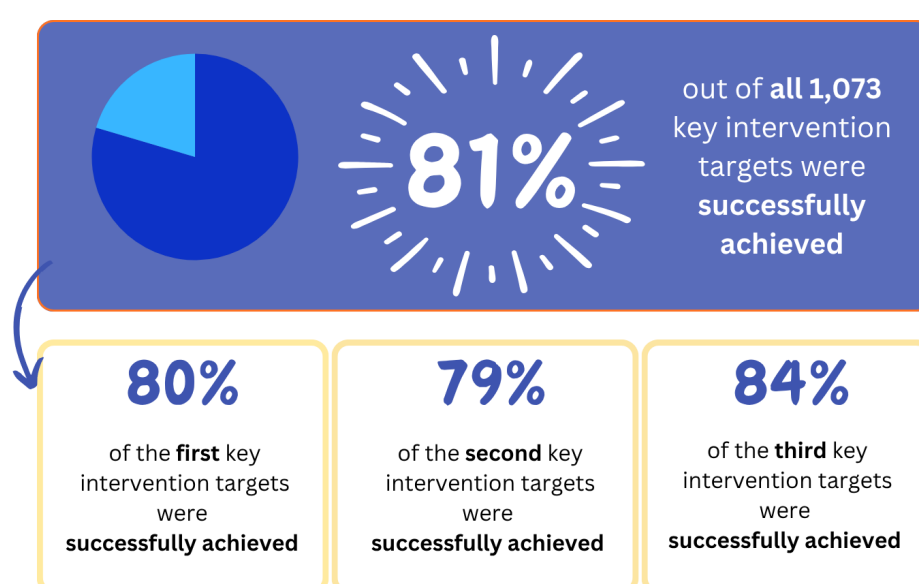 81%
out of all 1,073
key intervention
targets were
successfully
achieved
80%
of the first key
intervention targets
were
successfully achieved
79%
of the second key
intervention targets
were
successfully achieved
84%
of the third key
intervention targets
were
successfully achieved